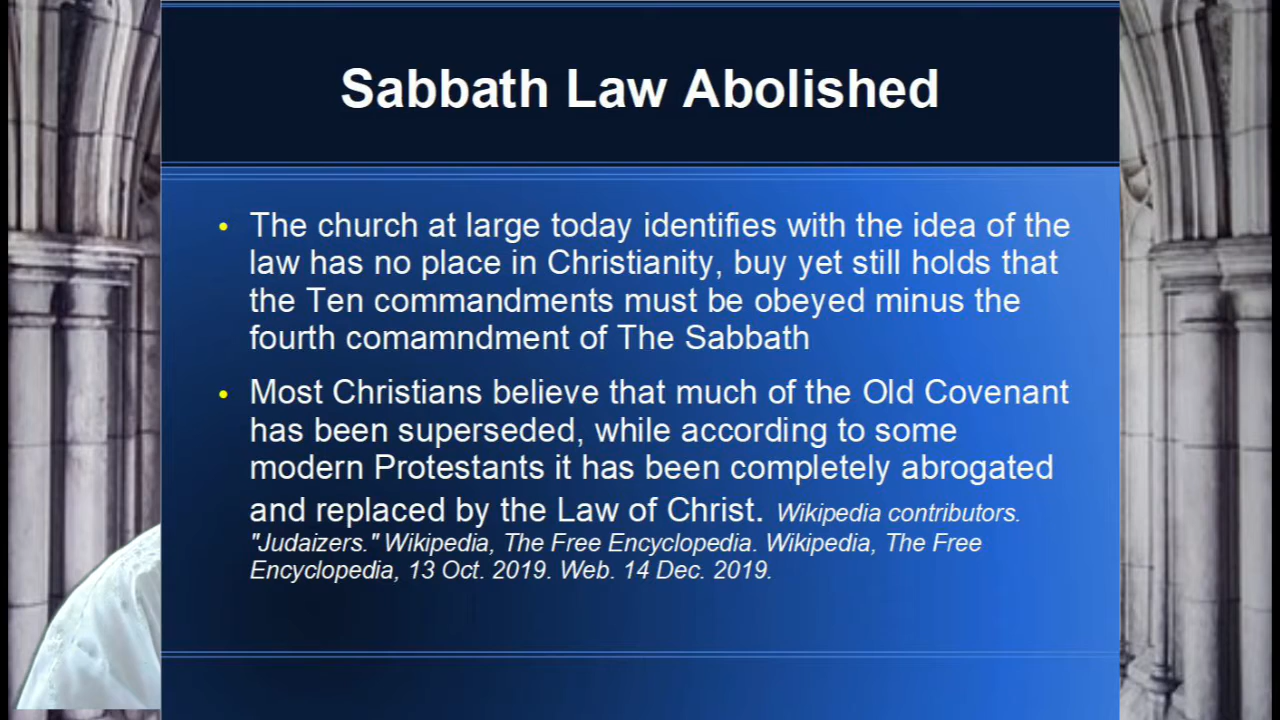 Sabbath Law Abolished
• The church at large today identifies with the idea of the
law has no place in Christianity, buy yet still holds that
the Ten commandments must be obeyed minus the
fourth comamndment of The Sabbath
• Most Christians believe that much of the Old Covenant
has been superseded, while according to some
modern Protestants it has been completely abrogated
and replaced by the Law of Christ. Wikipedia contributors.
"Judaizers." Wikipedia, The Free Encyclopedia. Wikipedia, The Free
Encyclopedia, 13 Oct. 2019. Web. 14 Dec. 2019.